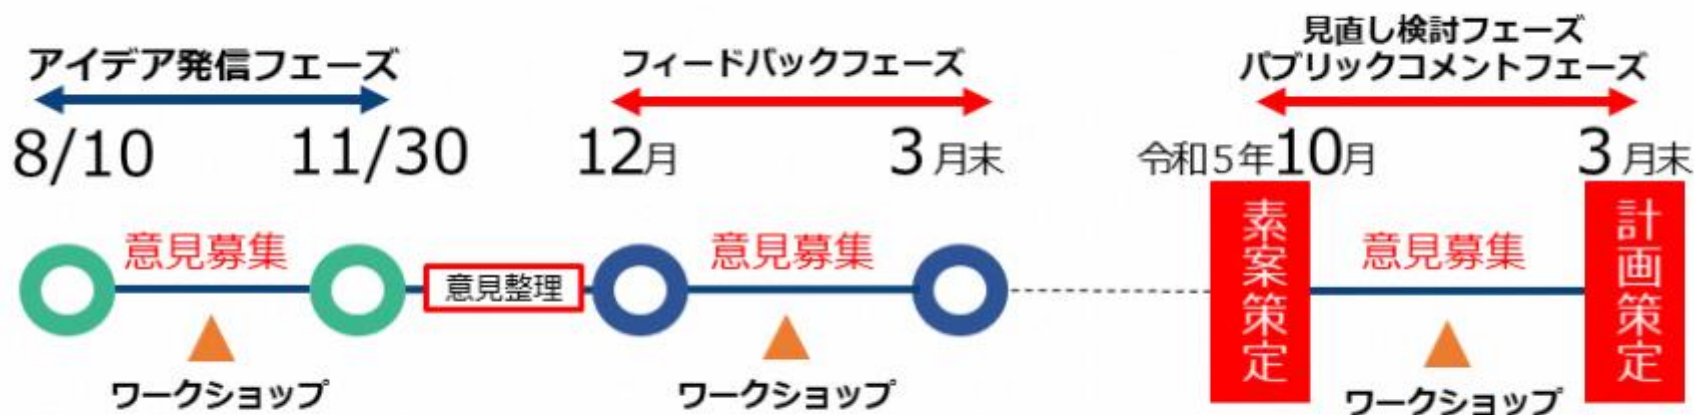 アイデア発信フェーズ
フィードバックフェーズ
見直し検討フェーズ
パブリックコメントフェーズ
8/10
11/30
12月
3月末
令和5年10月
3月末
意見募集
意見整理
意見募集
素案策定
意見募集
計画策定
ワークショップ
ワークショップ
ワークショップ